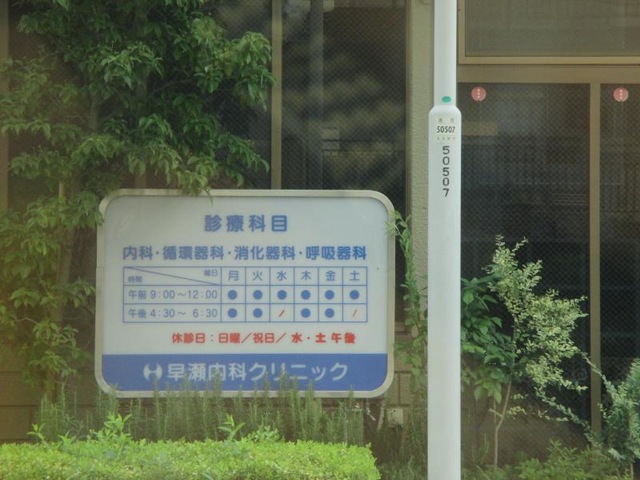 診療科目
内科・循環器科・消化器科・呼吸器科
時間 曜日 月 火 水 木 金 土
午前 9:00～12:00 ● ● ● ● ● ●
午後 4:30～ 6:30 ● ● / ● ● /
休診日：日曜／祝日／ 水・土 午後
早瀬内科クリニック
50507
50507